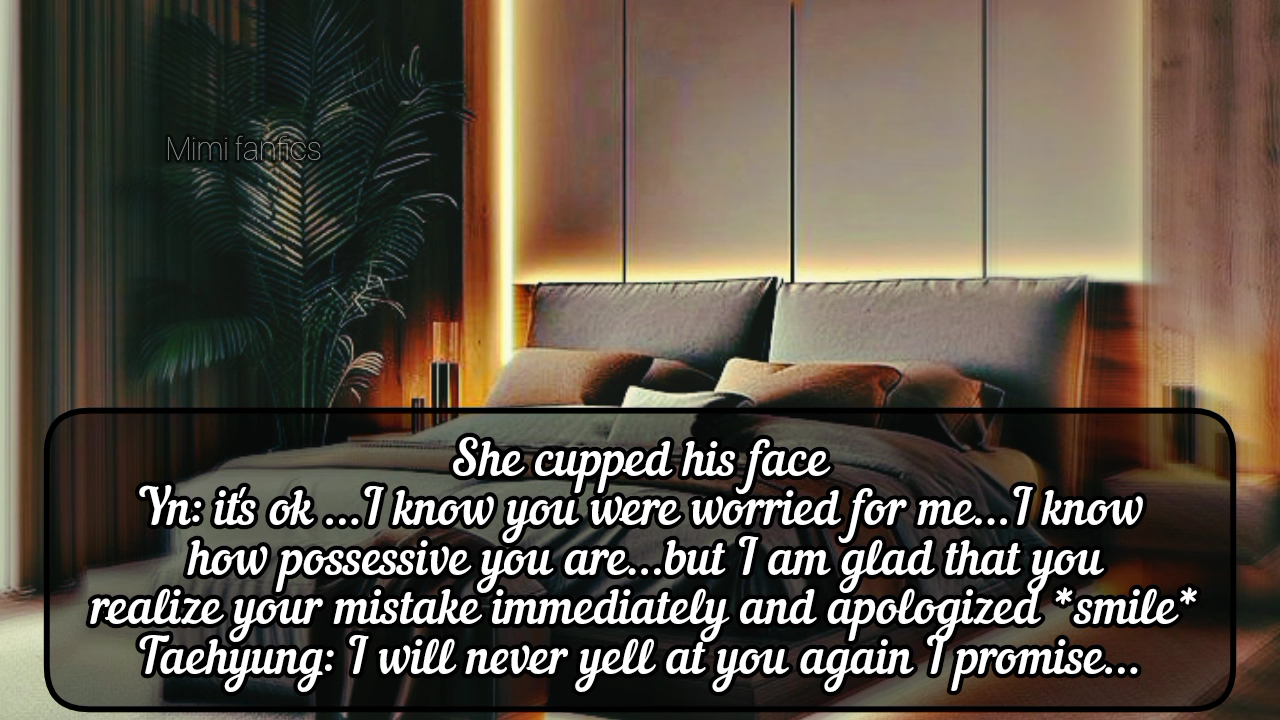 Mimi fanfics
She cupped his face
Yn: it's ok ...I know you were worried for me...I know
how possessive you are...but I am glad that you
realize your mistake immediately and apologized *smile*
Taehyung: I will never yell at you again I promise...